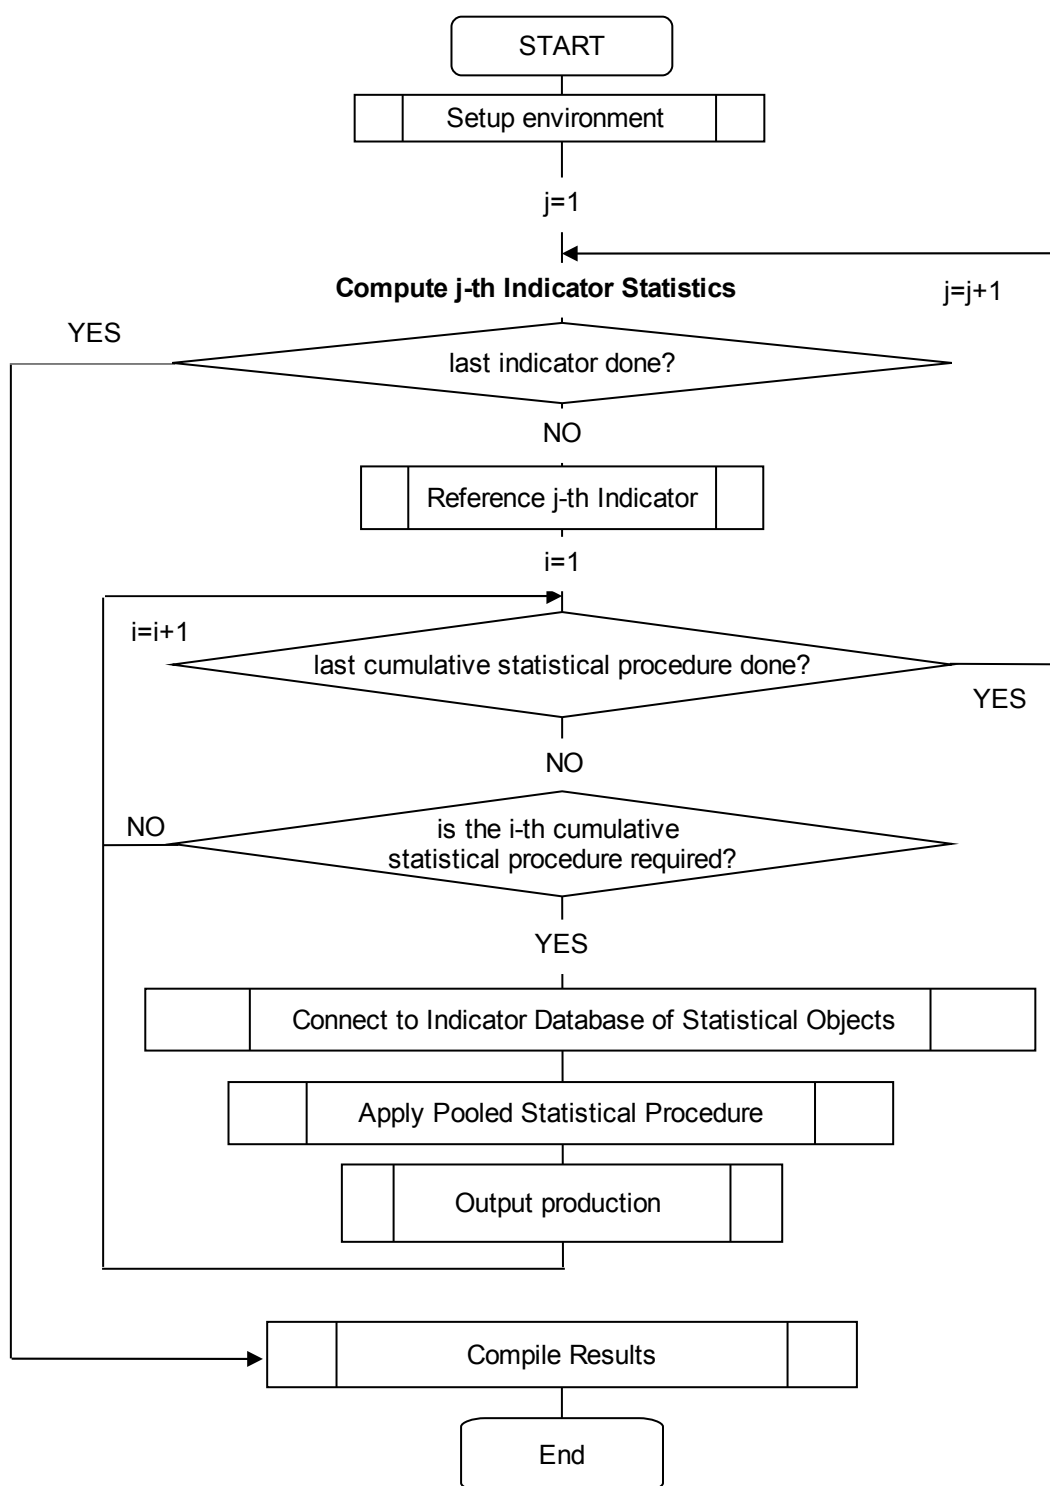 START
Setup environment
j=1
Compute j-th Indicator Statistics
j=j+1
YES
last indicator done?
NO
Reference j-th Indicator
i=1
i=i+1
last cumulative statistical procedure done?
YES
NO
NO
is the i-th cumulative
statistical procedure required?
YES
Connect to Indicator Database of Statistical Objects
Apply Pooled Statistical Procedure
Output production
Compile Results
End